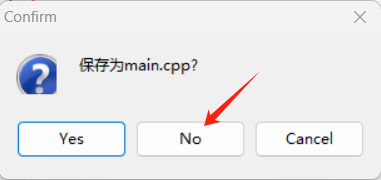 Confirm
保存为main.cpp?
Yes
No
Cancel